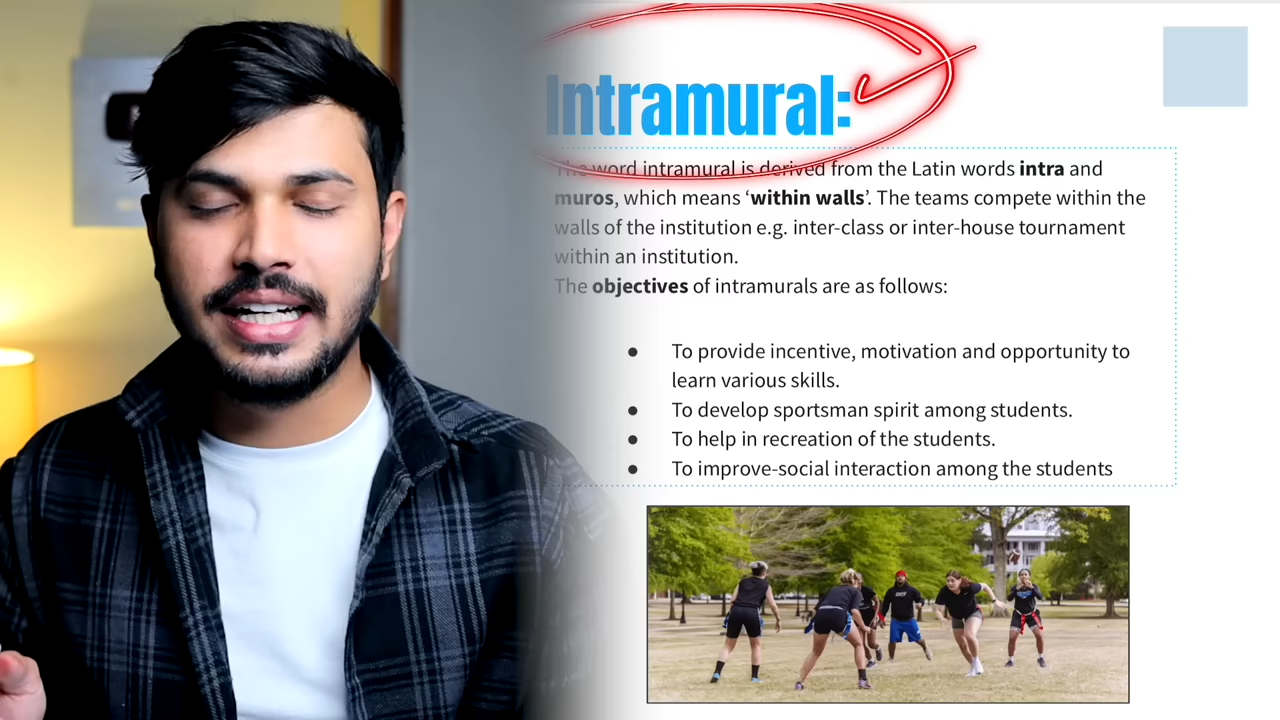 Intramural:
The word intramural is derived from the Latin words intra and
muros, which means ‘within walls’. The teams compete within the
walls of the institution e.g. inter-class or inter-house tournament
within an institution.
The objectives of intramurals are as follows:
● To provide incentive, motivation and opportunity to
learn various skills.
● To develop sportsman spirit among students.
● To help in recreation of the students.
● To improve-social interaction among the students